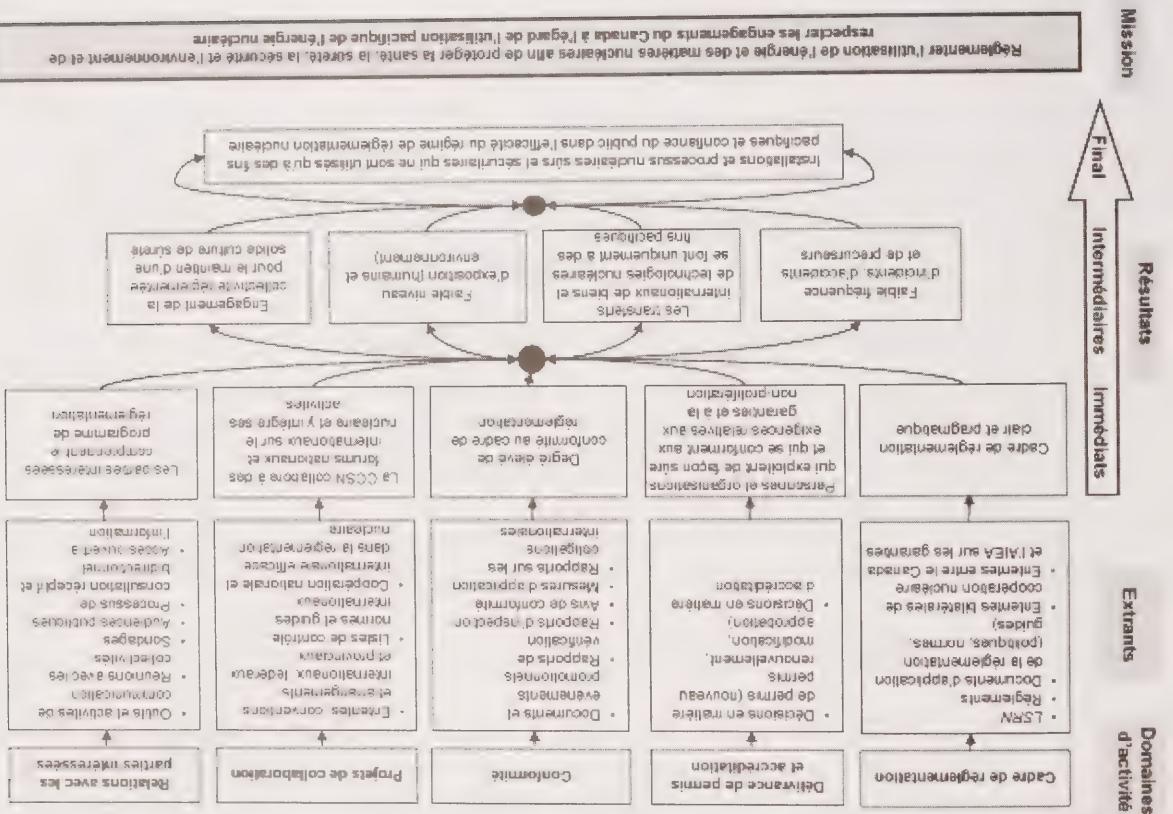 Domaines
d'activité
Cadre de réglementation
Délivrance de permis
et accréditation
Conformité
Projets de collaboration
Relations avec les
parties intéressées
Extrants
• LSRN
• Règlements
• Documents d'application
de la réglementation
(politiques, normes,
guides)
• Ententes bilatérales de
coopération nucléaire
• Ententes entre le Canada
et l'AIEA sur les garanties
• Décisions en matière
de permis (nouveau
permis,
renouvellement,
modification,
approbation)
• Décisions en matière
d'accréditation
• Documents et
événements
promotionnels
• Rapports de
vérification
• Rapports d'inspection
• Avis de conformité
• Mesures d'application
• Rapports sur les
obligations
internationales
• Ententes, conventions
et arrangements
internationaux, fédéraux
et provinciaux
• Listes de contrôle,
normes et guides
internationaux
• Coopération nationale et
internationale efficace
dans la réglementation
nucléaire
• Outils et activités de
communication
• Réunions avec les
collectivités
• Sondages
• Audiences publiques
• Processus de
consultation réceptif et
bidirectionnel
• Accès ouvert à
l'information
Résultats
Immédiats
Cadre de réglementation
clair et pragmatique
Personnes et organisations
qui exploitent de façon sûre
et qui se conforment aux
exigences relatives aux
garanties et à la
non-prolifération
Degré élevé de
conformité au cadre de
réglementation
La CCSN collabore à des
forums nationaux et
internationaux sur le
nucléaire et y intègre ses
activités
Les parties intéressées
comprennent le
programme de
réglementation
Intermédiaires
Faible fréquence
d'incidents, d'accidents
et de précurseurs
Les transferts
internationaux de biens et
de technologies nucléaires
se font uniquement à des
fins pacifiques
Faible niveau
d'exposition (humains et
environnement)
Engagement de la
collectivité réglementée
pour le maintien d'une
solide culture de sûreté
Final
Installations et processus nucléaires sûrs et sécuritaires qui ne sont utilisés qu'à des fins
pacifiques et confiance du public dans l'efficacité du régime de réglementation nucléaire
Mission
Réglementer l'utilisation de l'énergie et des matières nucléaires afin de protéger la santé, la sûreté, la sécurité et l'environnement et de
respecter les engagements du Canada à l'égard de l'utilisation pacifique de l'énergie nucléaire